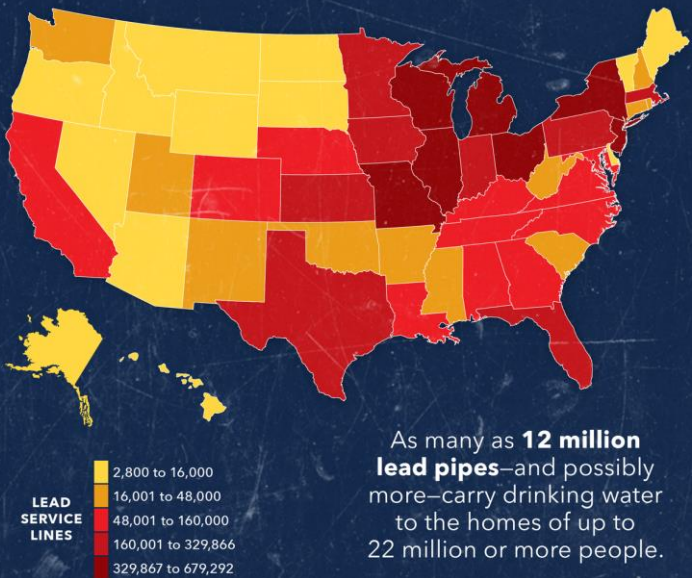 2,800 to 16,000
16,001 to 48,000
48,001 to 160,000
160,001 to 329,866
329,867 to 679,292
LEAD
SERVICE
LINES
As many as 12 million
lead pipes—and possibly
more—carry drinking water
to the homes of up to
22 million or more people.